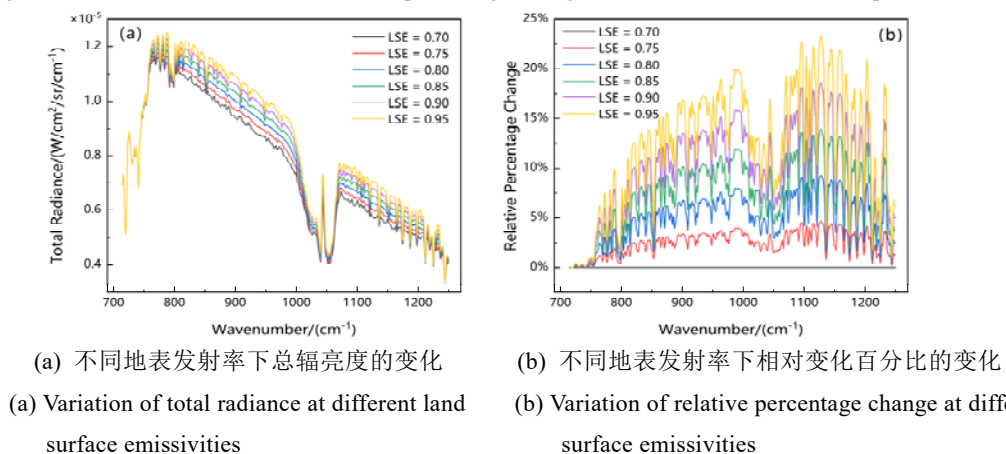 ×10⁻⁵
(a)
LSE = 0.70
LSE = 0.75
LSE = 0.80
LSE = 0.85
LSE = 0.90
LSE = 0.95
1.2
1.0
0.8
0.6
0.4
Total Radiance/(W/cm²/sr/cm⁻¹)
700 800 900 1000 1100 1200
Wavenumber/(cm⁻¹)
(b)
LSE = 0.70
LSE = 0.75
LSE = 0.80
LSE = 0.85
LSE = 0.90
LSE = 0.95
25%
20%
15%
10%
5%
0%
Relative Percentage Change
700 800 900 1000 1100 1200
Wavenumber/(cm⁻¹)
(a) 不同地表发射率下总辐亮度的变化
(b) 不同地表发射率下相对变化百分比的变化
(a) Variation of total radiance at different land
surface emissivities
(b) Variation of relative percentage change at diffe
surface emissivities